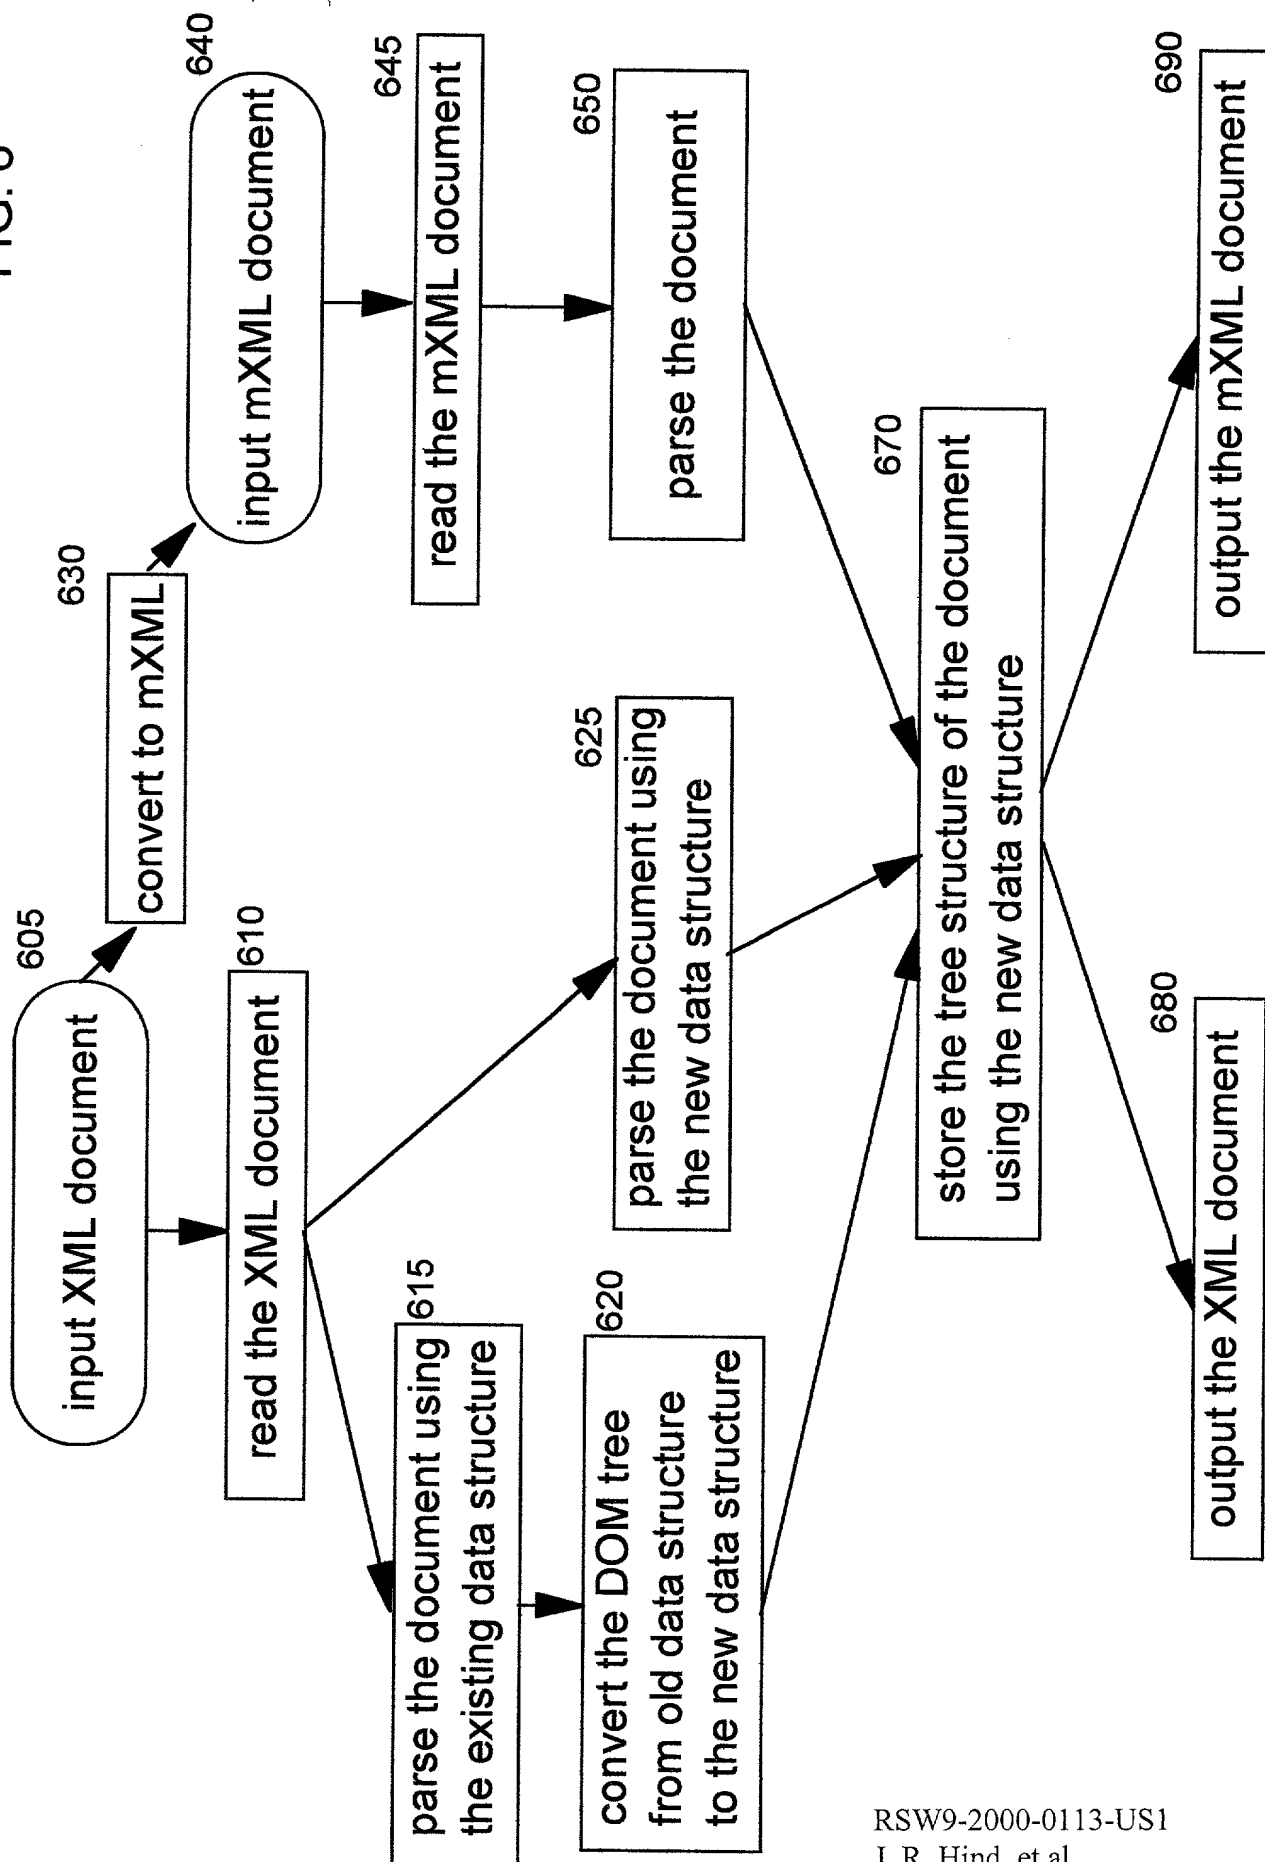 605
input XML document
630
convert to mXML
640
input mXML document
610
read the XML document
645
read the mXML document
615
parse the document using
the existing data structure
625
parse the document using
the new data structure
650
parse the document
620
convert the DOM tree
from old data structure
to the new data structure
670
store the tree structure of the document
using the new data structure
680
output the XML document
690
output the mXML document
RSW9-2000-0113-US1
J. R. Hind, et al